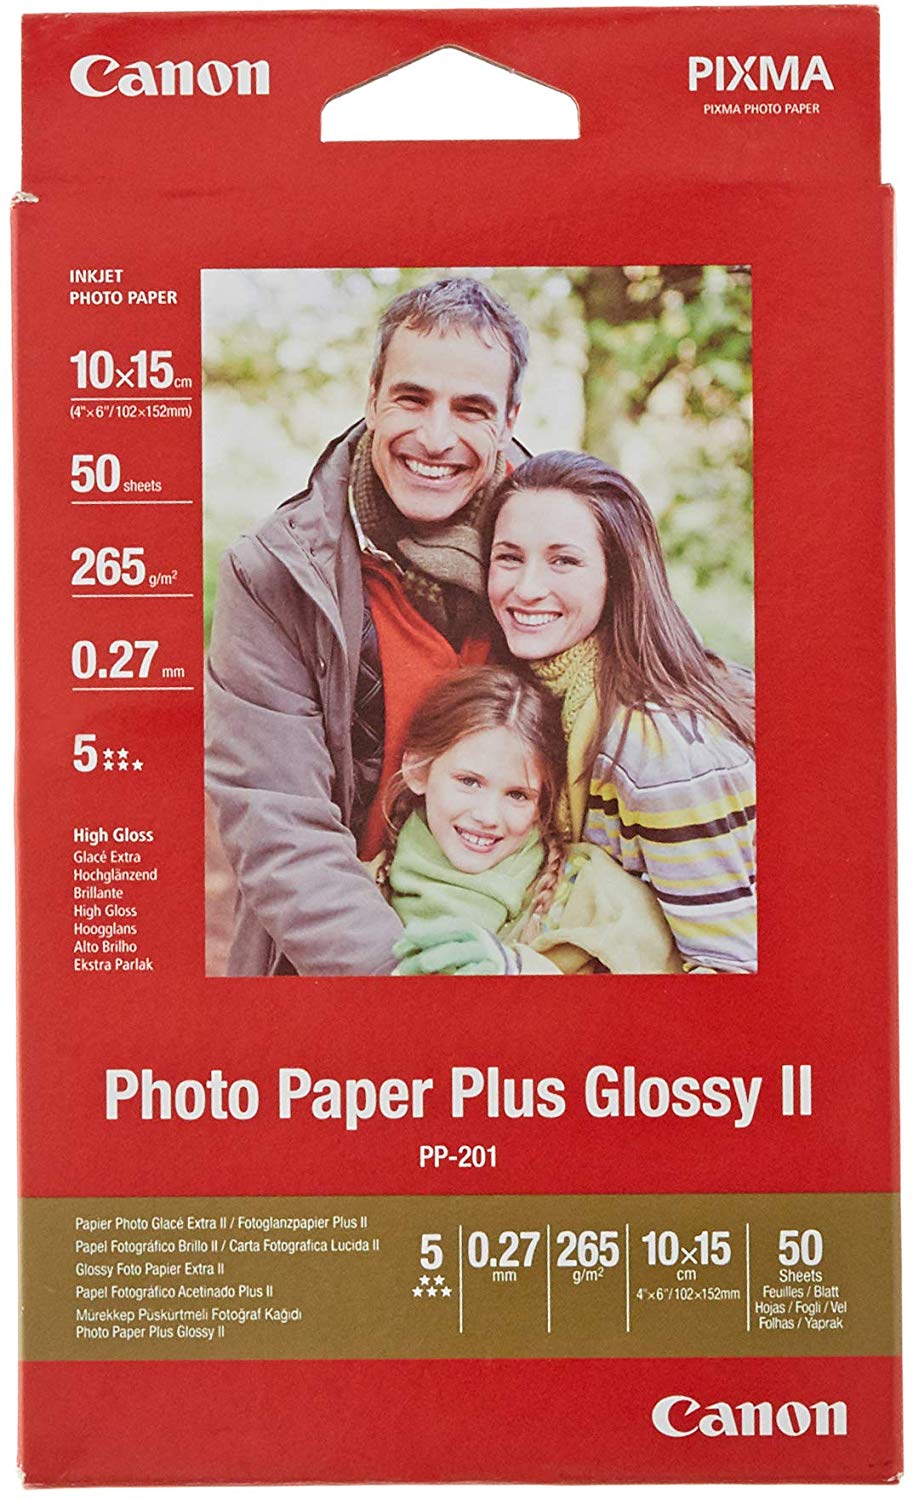 Canon
PIXMA
PIXMA PHOTO PAPER
INKJET
PHOTO PAPER
10×15 cm
(4"×6"/102×152mm)
50 sheets
265 g/m²
0.27 mm
5
High Gloss
Glacé Extra
Hochglänzend
Brillante
High Gloss
Hoogglans
Alto Brilho
Ekstra Parlak
Photo Paper Plus Glossy II
PP-201
Papier Photo Glacé Extra II / Fotoglanzpapier Plus II
Papel Fotográfico Brillo II / Carta Fotografica Lucida II
Glossy Foto Papier Extra II
Papel Fotográfico Acetinado Plus II
Mürekkep Püskürtmeli Fotoğraf Kağıdı
Photo Paper Plus Glossy II
5
0.27
mm
265
g/m²
10×15
cm
4"×6"/102×152mm
50
Sheets
Feuilles / Blatt
Hojas / Fogli / Vel
Folhas / Yaprak
Canon